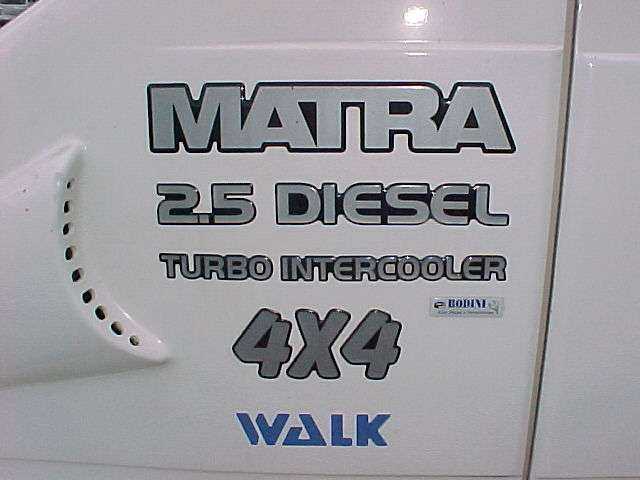 MATRA
2.5 DIESEL
TURBO INTERCOOLER
4X4
BODINI
WALK